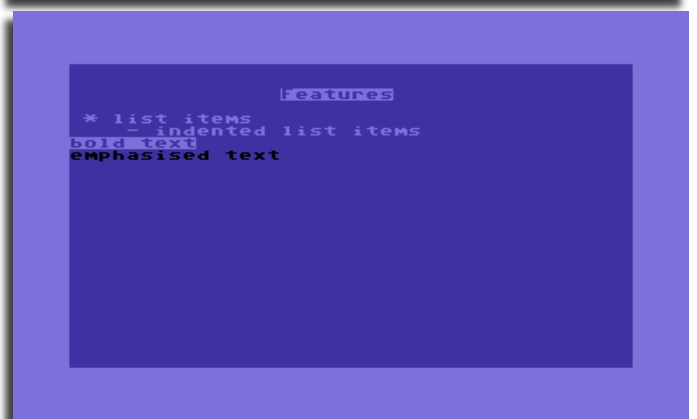 Features
* list items
- indented list items
bold text
emphasised text